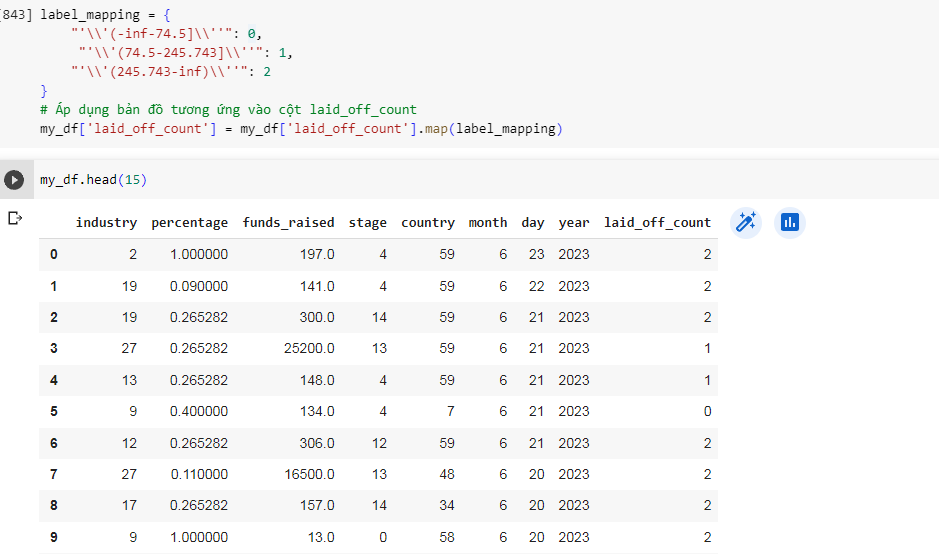 [843] label_mapping = {
"'\\'(-inf-74.5]\\''": 0,
"'\\'(74.5-245.743]\\''": 1,
"'\\'(245.743-inf)\\''": 2
}
# Áp dụng bản đồ tương ứng vào cột laid_off_count
my_df['laid_off_count'] = my_df['laid_off_count'].map(label_mapping)
my_df.head(15)
industry percentage funds_raised stage country month day year laid_off_count
0 2 1.000000 197.0 4 59 6 23 2023 2
1 19 0.090000 141.0 4 59 6 22 2023 2
2 19 0.265282 300.0 14 59 6 21 2023 2
3 27 0.265282 25200.0 13 59 6 21 2023 1
4 13 0.265282 148.0 4 59 6 21 2023 1
5 9 0.400000 134.0 4 7 6 21 2023 0
6 12 0.265282 306.0 12 59 6 21 2023 2
7 27 0.110000 16500.0 13 48 6 20 2023 2
8 17 0.265282 157.0 14 34 6 20 2023 2
9 9 1.000000 13.0 0 58 6 20 2023 2